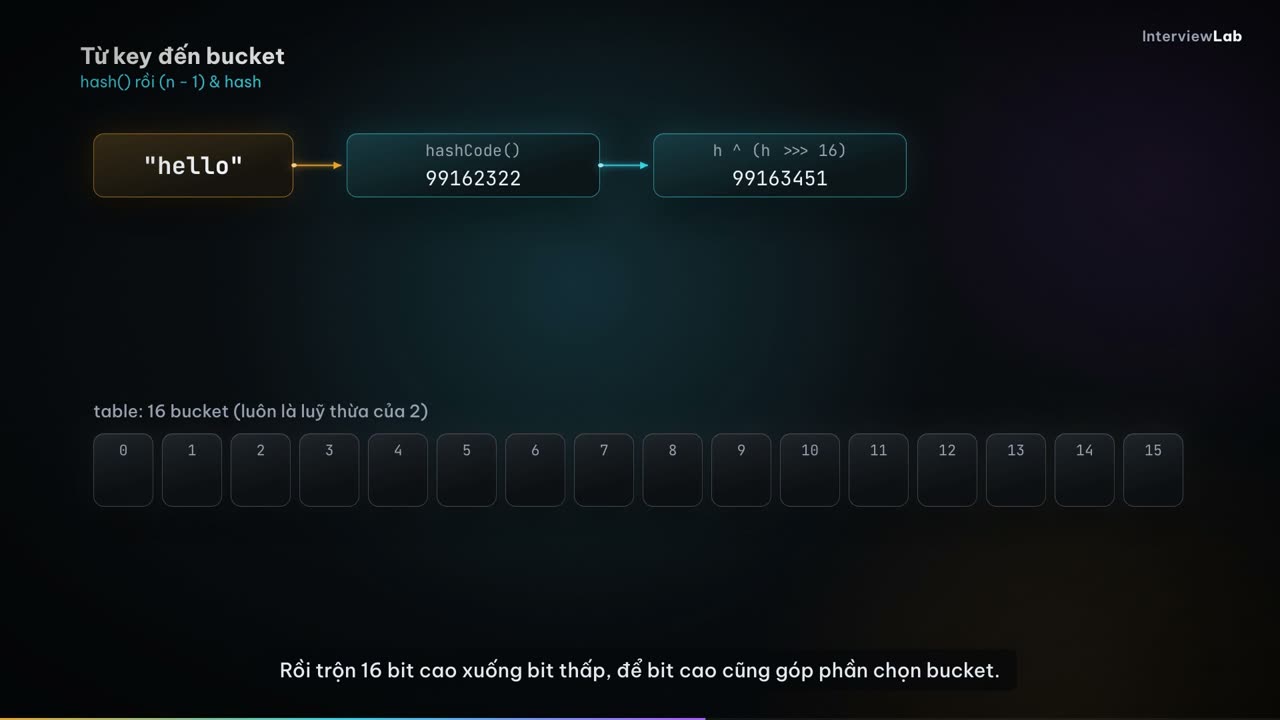 Từ key đến bucket
InterviewLab
hash() rồi (n - 1) & hash
"hello"
hashCode()
99162322
h ^ (h >>> 16)
99163451
table: 16 bucket (luôn là luỹ thừa của 2)
0 1 2 3 4 5 6 7 8 9 10 11 12 13 14 15
Rồi trộn 16 bit cao xuống bit thấp, để bit cao cũng góp phần chọn bucket.